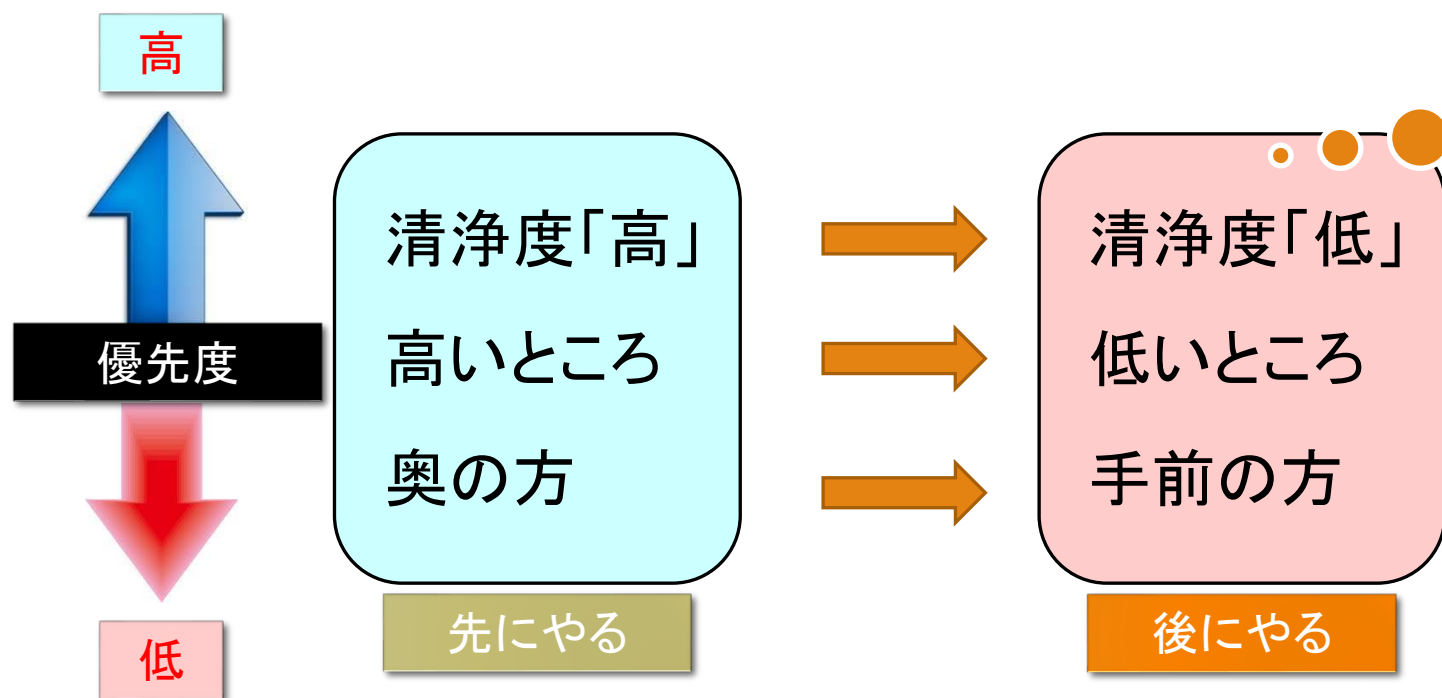 高
優先度
低
清浄度「高」
高いところ
奥の方
先にやる
清浄度「低」
低いところ
手前の方
後にやる